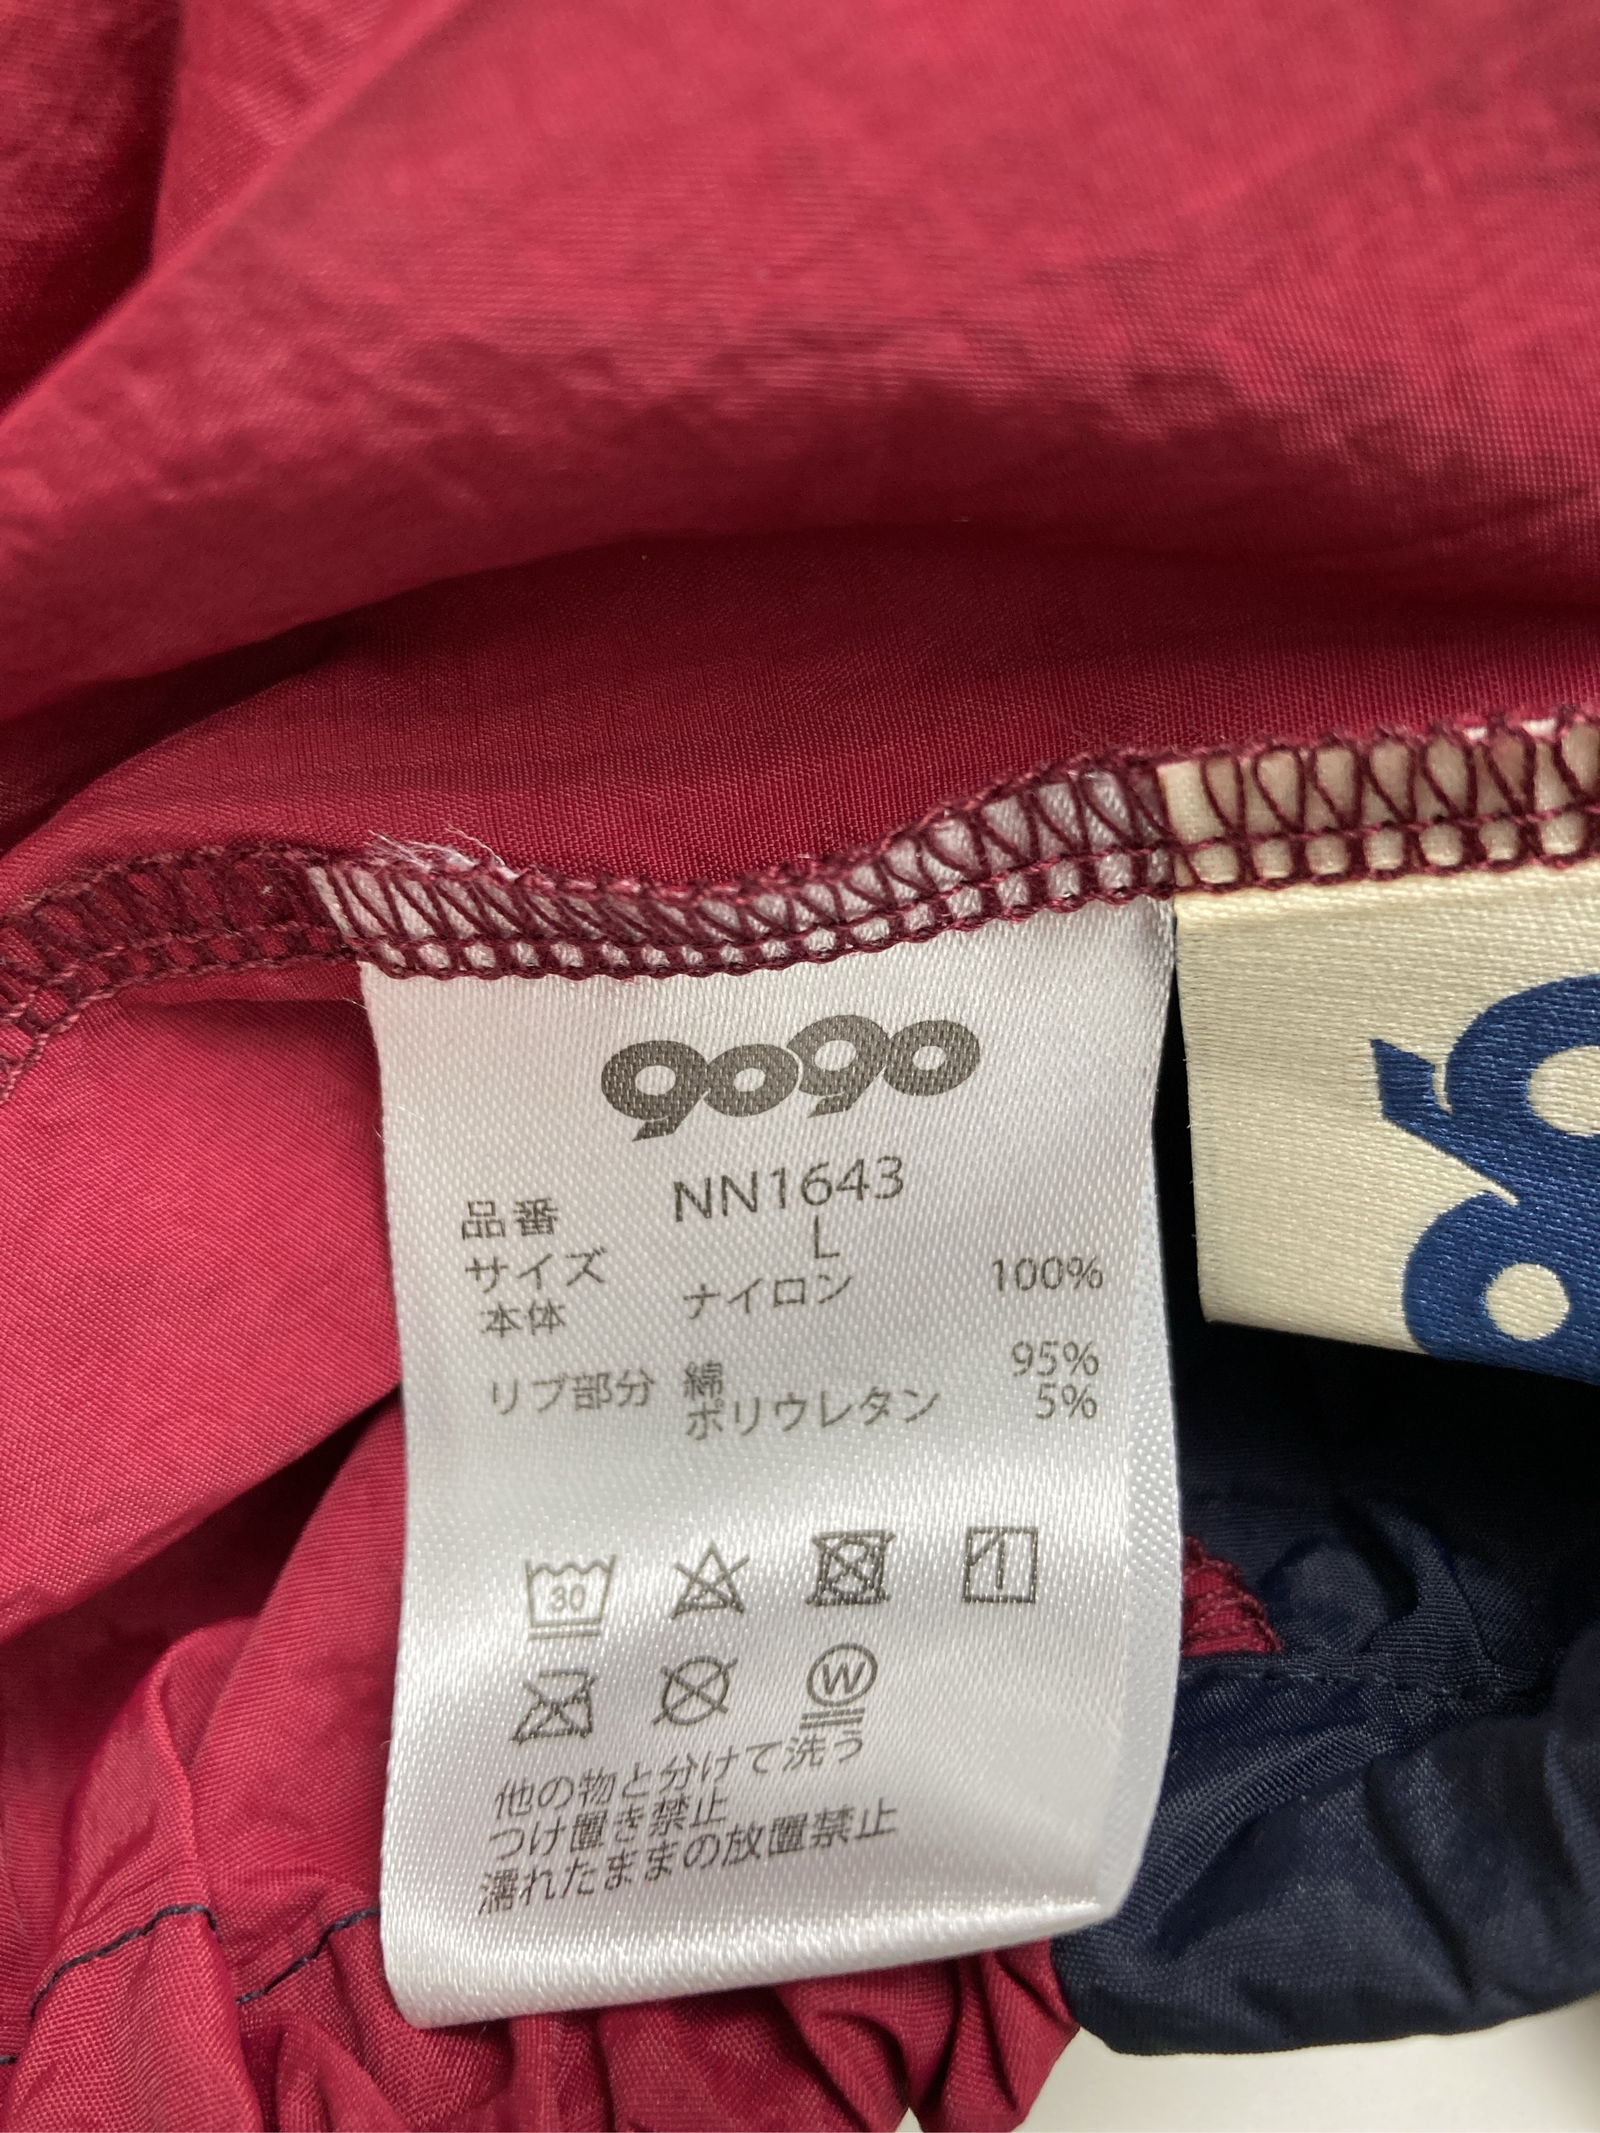 9090
品番 NN1643
サイズ L
本体 ナイロン 100%
リブ部分 綿 95%
ポリウレタン 5%
30
W
他の物と分けて洗う
つけ置き禁止
濡れたままの放置禁止